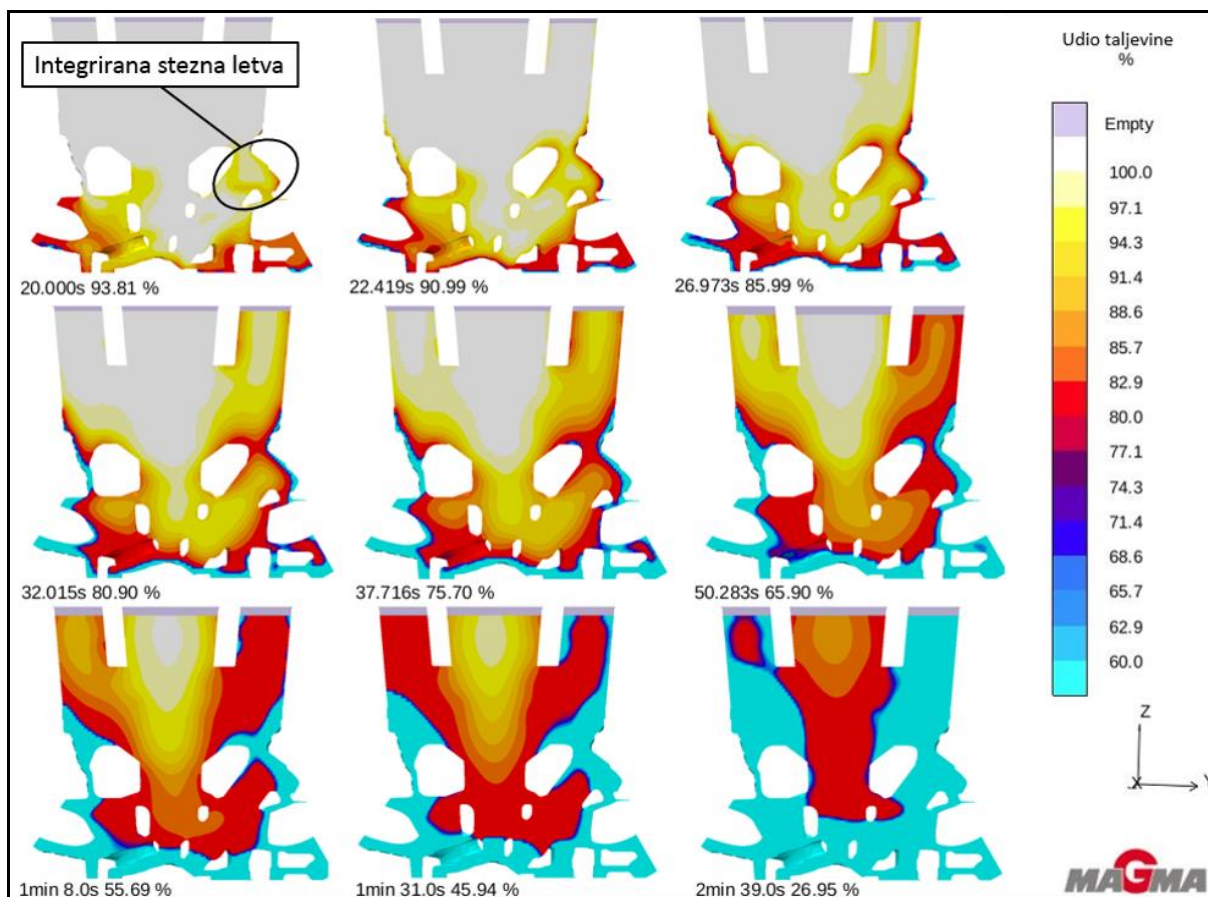 Integrirana stezna letva
20.000s 93.81 %
22.419s 90.99 %
26.973s 85.99 %
32.015s 80.90 %
37.716s 75.70 %
50.283s 65.90 %
1min 8.0s 55.69 %
1min 31.0s 45.94 %
2min 39.0s 26.95 %
Udio taljevine
%
Empty
100.0
97.1
94.3
91.4
88.6
85.7
82.9
80.0
77.1
74.3
71.4
68.6
65.7
62.9
60.0
Z
X
Y
MAGMA